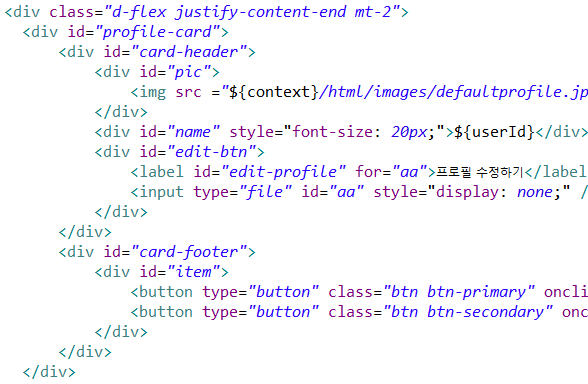 <div class="d-flex justify-content-end mt-2">
<div id="profile-card">
<div id="card-header">
<div id="pic">
<img src ="${context}/html/images/defaultprofile.jp
</div>
<div id="name" style="font-size: 20px;">${userId}</div>
<div id="edit-btn">
<label id="edit-profile" for="aa">프로필 수정하기</label
<input type="file" id="aa" style="display: none;" /
</div>
</div>
<div id="card-footer">
<div id="item">
<button type="button" class="btn btn-primary" oncli
<button type="button" class="btn btn-secondary" onc
</div>
</div>
</div>